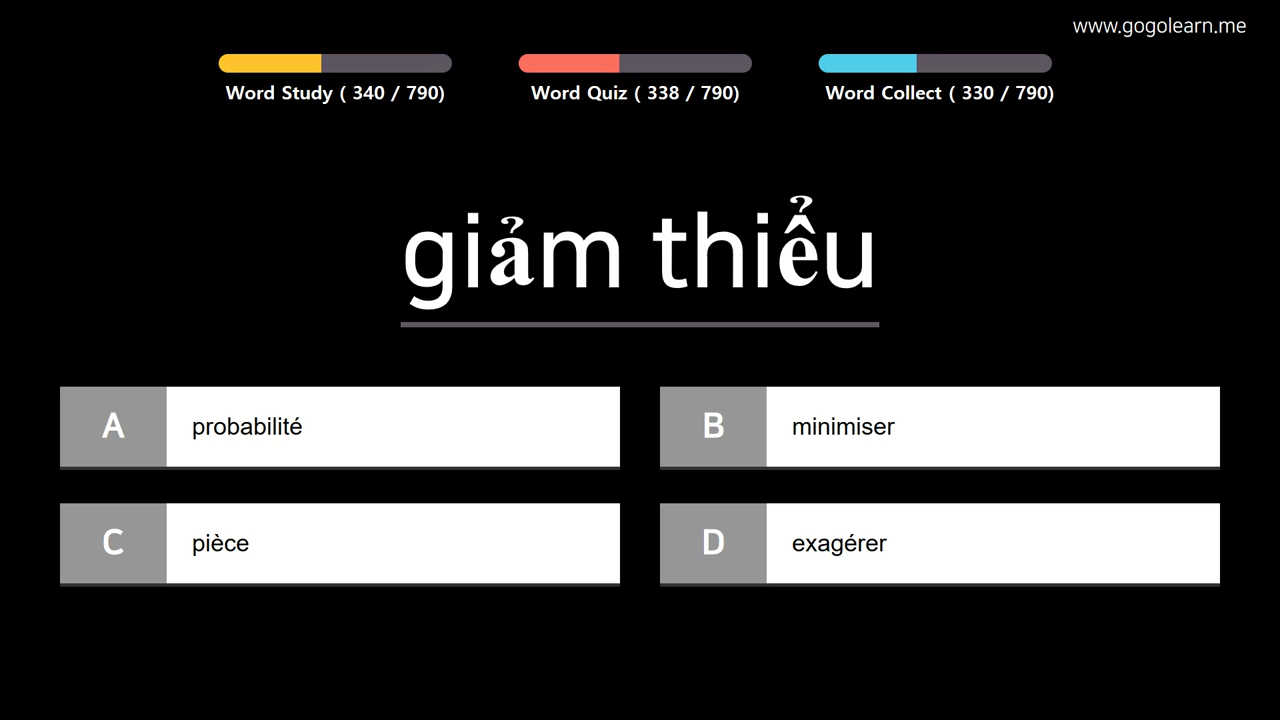 www.gogolearn.me
Word Study ( 340 / 790)
Word Quiz ( 338 / 790)
Word Collect ( 330 / 790)
giảm thiểu
A probabilité
B minimiser
C pièce
D exagérer